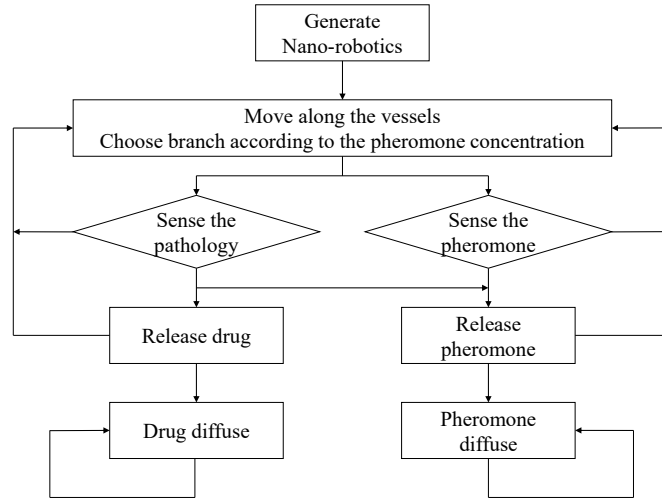 Generate
Nano-robotics
Move along the vessels
Choose branch according to the pheromone concentration
Sense the
pathology
Sense the
pheromone
Release drug
Release
pheromone
Drug diffuse
Pheromone
diffuse